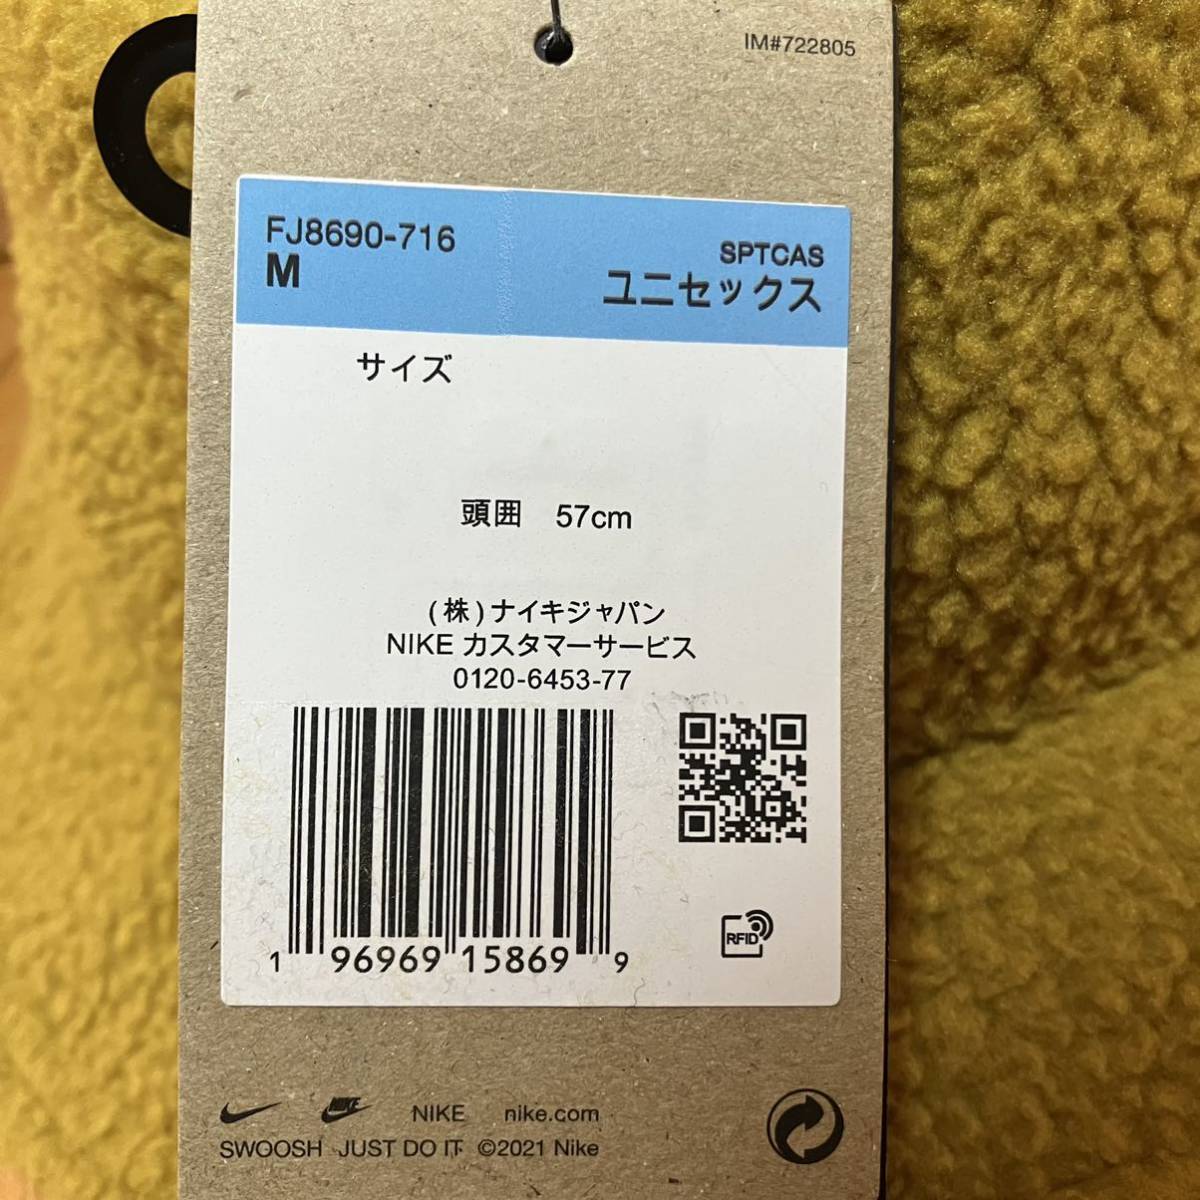 IM#722805
FJ8690-716
M
SPTCAS
ユニセックス
サイズ
頭囲 57cm
(株)ナイキジャパン
NIKE カスタマーサービス
0120-6453-77
1 96969 15869 9
RFID
NIKE NIKE nike.com
SWOOSH JUST DO IT ©2021 Nike